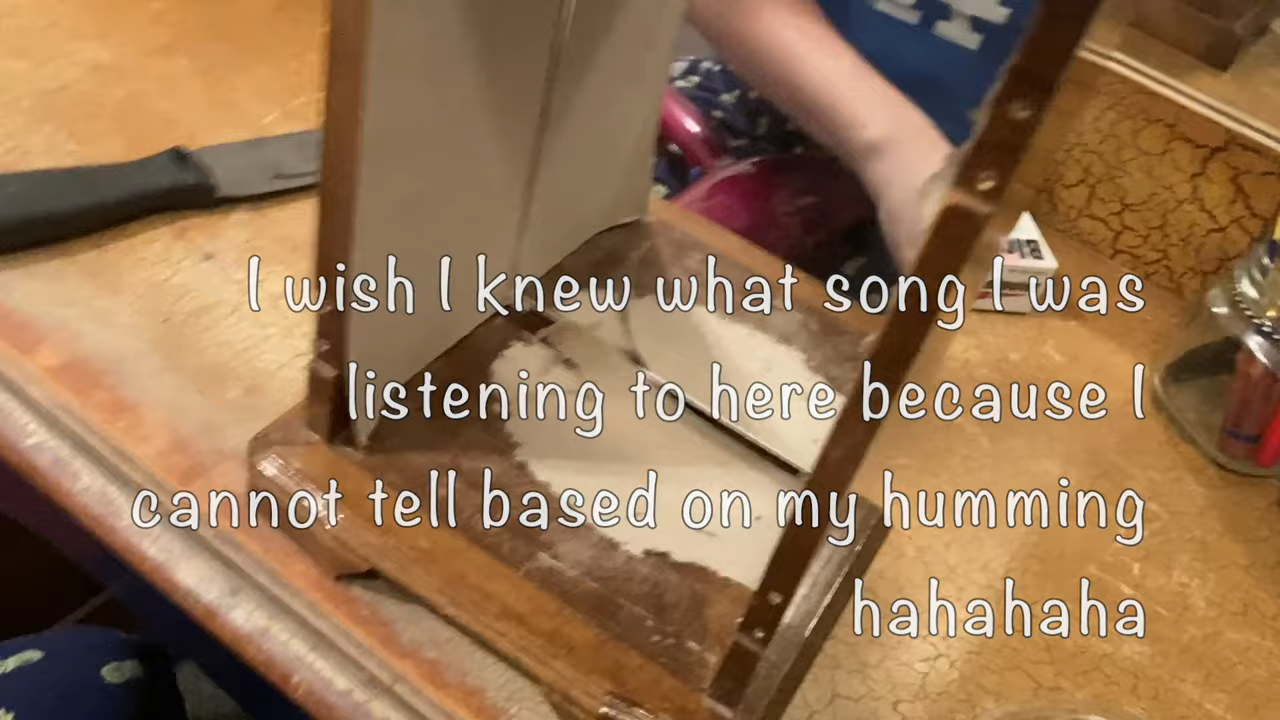 I wish I knew what song I was
listening to here because I
cannot tell based on my humming
hahahaha